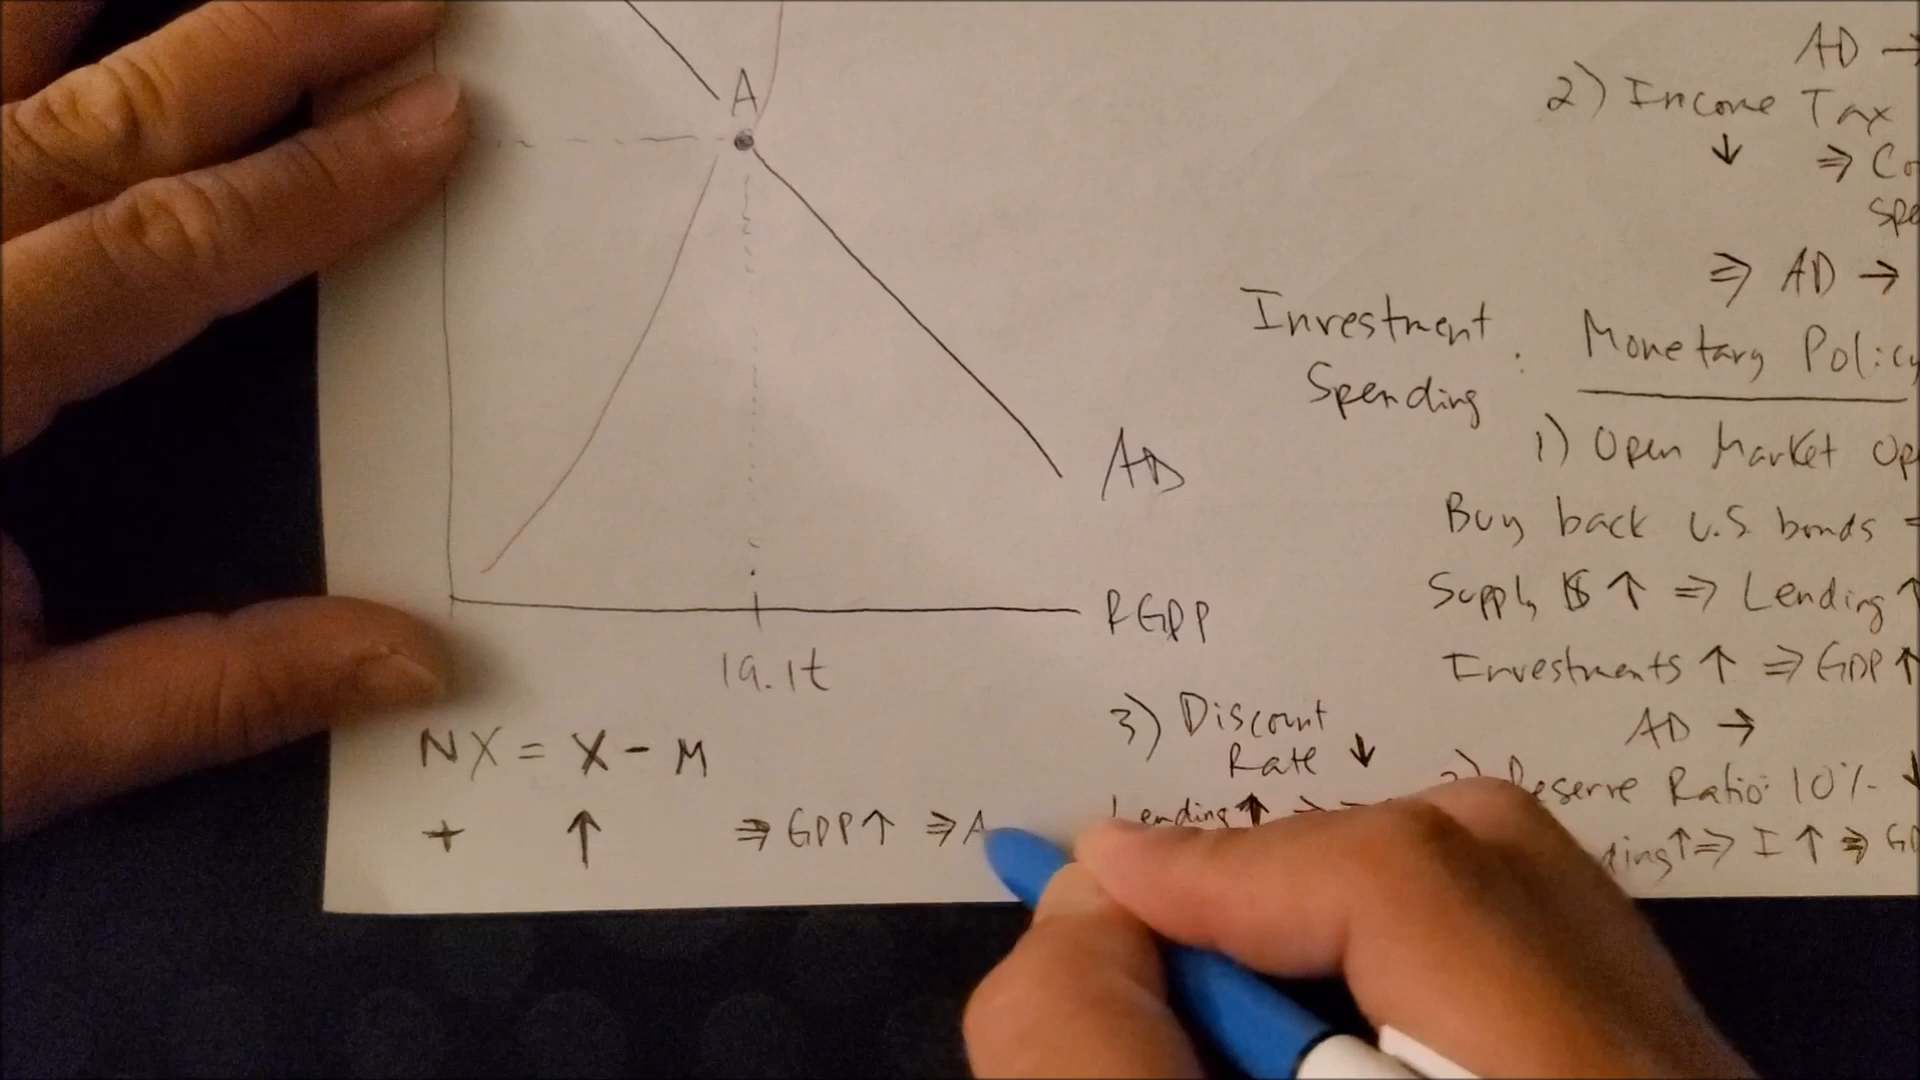 A
AD
RGDP
19.1t
NX = X - M
+ ↑ ⇒ GDP↑ ⇒ A
AD →
2) Income Tax
↓ ⇒ Co
Spe
⇒ AD →
Investment
Spending :
Monetary Policy
1) Open Market Op
Buy back U.S. bonds
Supply $ ↑ ⇒ Lending ↑
Investments ↑ ⇒ GDP ↑
AD →
Reserve Ratio: 10% ↓
↑ ⇒ I ↑ ⇒ GD
3) Discount
Rate ↓
Lending ↑ ⇒